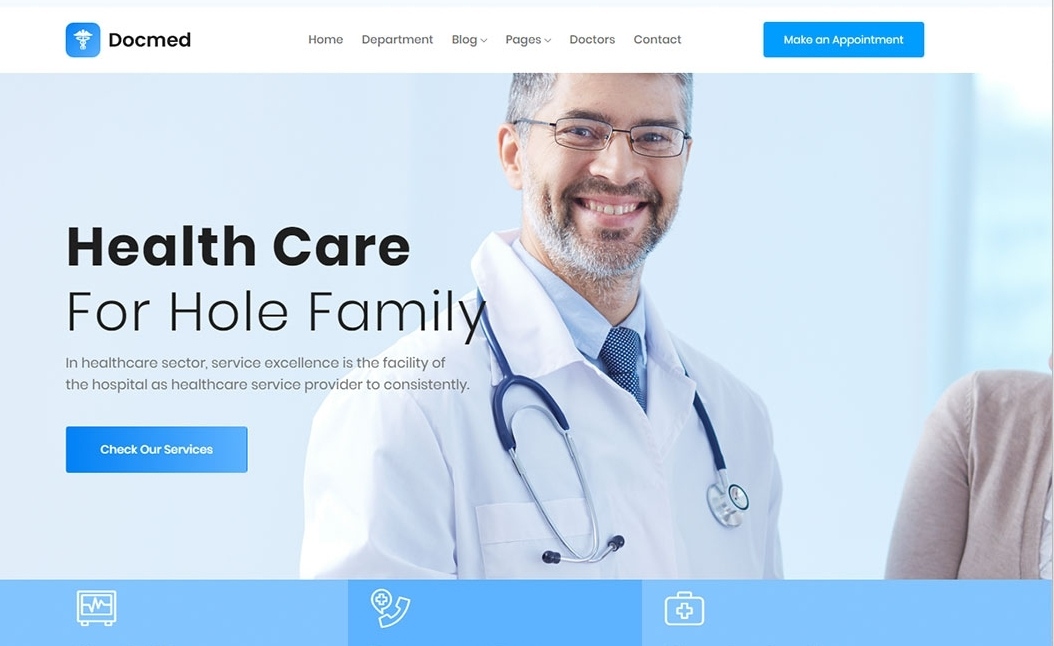 Docmed
Home Department Blog Pages Doctors Contact
Make an Appointment
Health Care
For Hole Family
In healthcare sector, service excellence is the facility of
the hospital as healthcare service provider to consistently.
Check Our Services